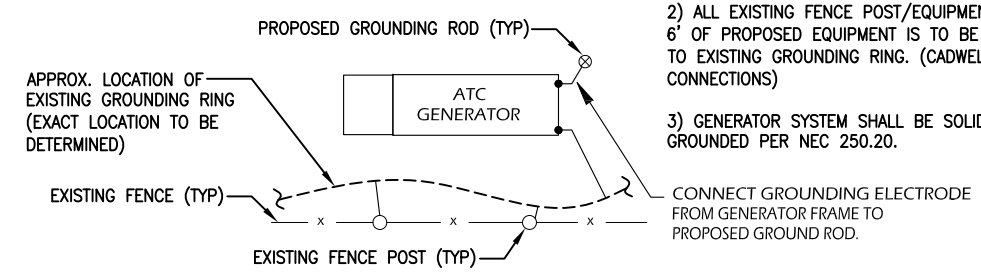 PROPOSED GROUNDING ROD (TYP)
APPROX. LOCATION OF
EXISTING GROUNDING RING
(EXACT LOCATION TO BE
DETERMINED)
ATC
GENERATOR
EXISTING FENCE (TYP)
x x x
EXISTING FENCE POST (TYP)
2) ALL EXISTING FENCE POST/EQUIPMEN
6' OF PROPOSED EQUIPMENT IS TO BE
TO EXISTING GROUNDING RING. (CADWEL
CONNECTIONS)
3) GENERATOR SYSTEM SHALL BE SOLID
GROUNDED PER NEC 250.20.
CONNECT GROUNDING ELECTRODE
FROM GENERATOR FRAME TO
PROPOSED GROUND ROD.